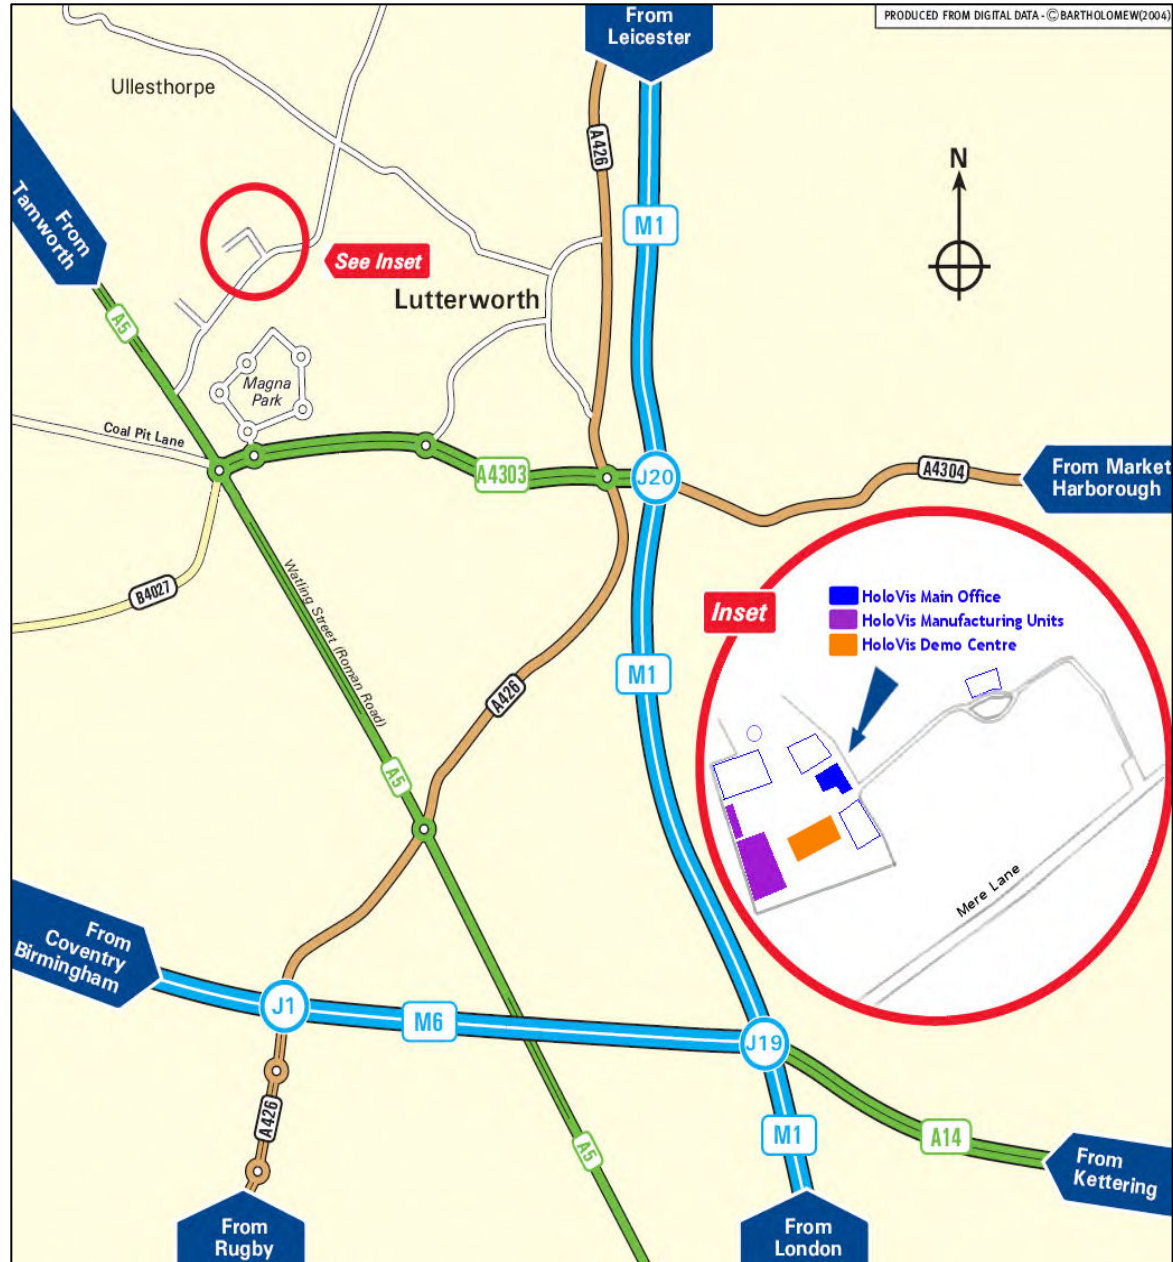 PRODUCED FROM DIGITAL DATA - © BARTHOLOMEW(2004)
From
Leicester
Ullesthorpe
A426
From
Tamworth
N
M1
See Inset
Lutterworth
A5
Magna
Park
Coal Pit Lane
A4303
J20
A4304
From Market
Harborough
B4027
Watling Street (Roman Road)
Inset
HoloVis Main Office
HoloVis Manufacturing Units
HoloVis Demo Centre
M1
A426
A5
Mere Lane
From
Coventry
Birmingham
J1
M6
J19
A426
A5
M1
A14
From
Kettering
From
Rugby
From
London